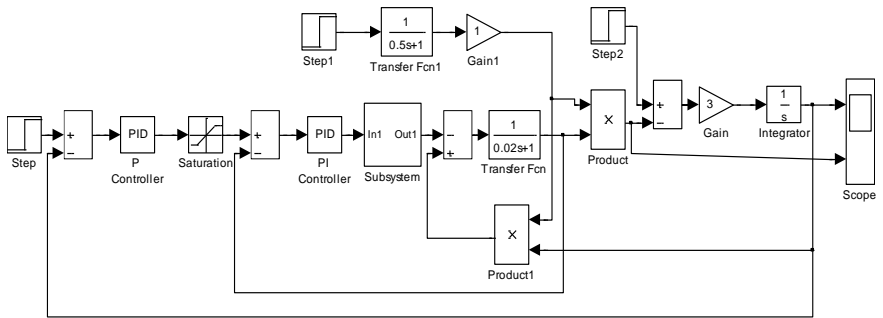 1
0.5s+1
1
Step1
Transfer Fcn1
Gain1
Step2
+
−
3
1
s
Gain
Integrator
X
Product
Scope
Step
+
−
PID
P
Controller
Saturation
+
−
PID
PI
Controller
In1
Out1
Subsystem
−
+
1
0.02s+1
Transfer Fcn
X
Product1